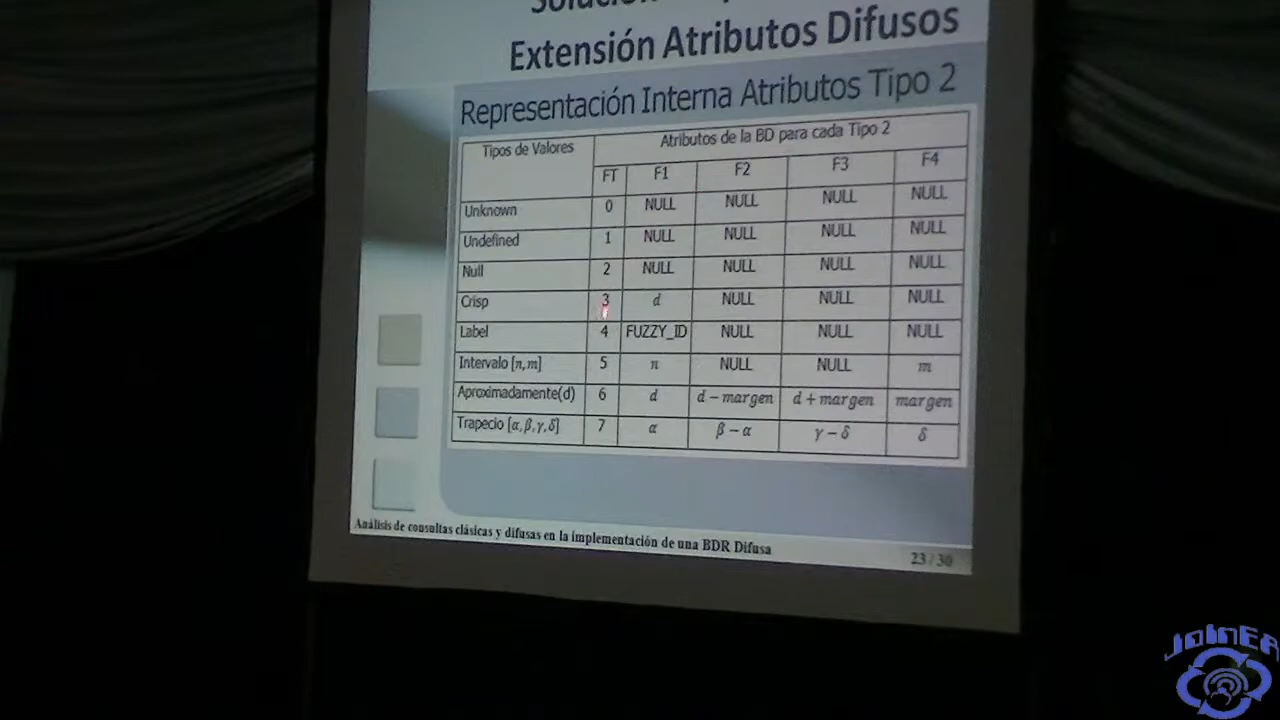 Extensión Atributos Difusos
Representación Interna Atributos Tipo 2
Tipos de Valores Atributos de la BD para cada Tipo 2
FT F1 F2 F3 F4
Unknown 0 NULL NULL NULL NULL
Undefined 1 NULL NULL NULL NULL
Null 2 NULL NULL NULL NULL
Crisp 3 d NULL NULL NULL
Label 4 FUZZY_ID NULL NULL NULL
Intervalo [n,m] 5 n NULL NULL m
Aproximadamente(d) 6 d d − margen d + margen margen
Trapecio [α,β,γ,δ] 7 α β − α γ − δ δ
Análisis de consultas clásicas y difusas en la implementación de una BDR Difusa
23 / 30
JoinEA